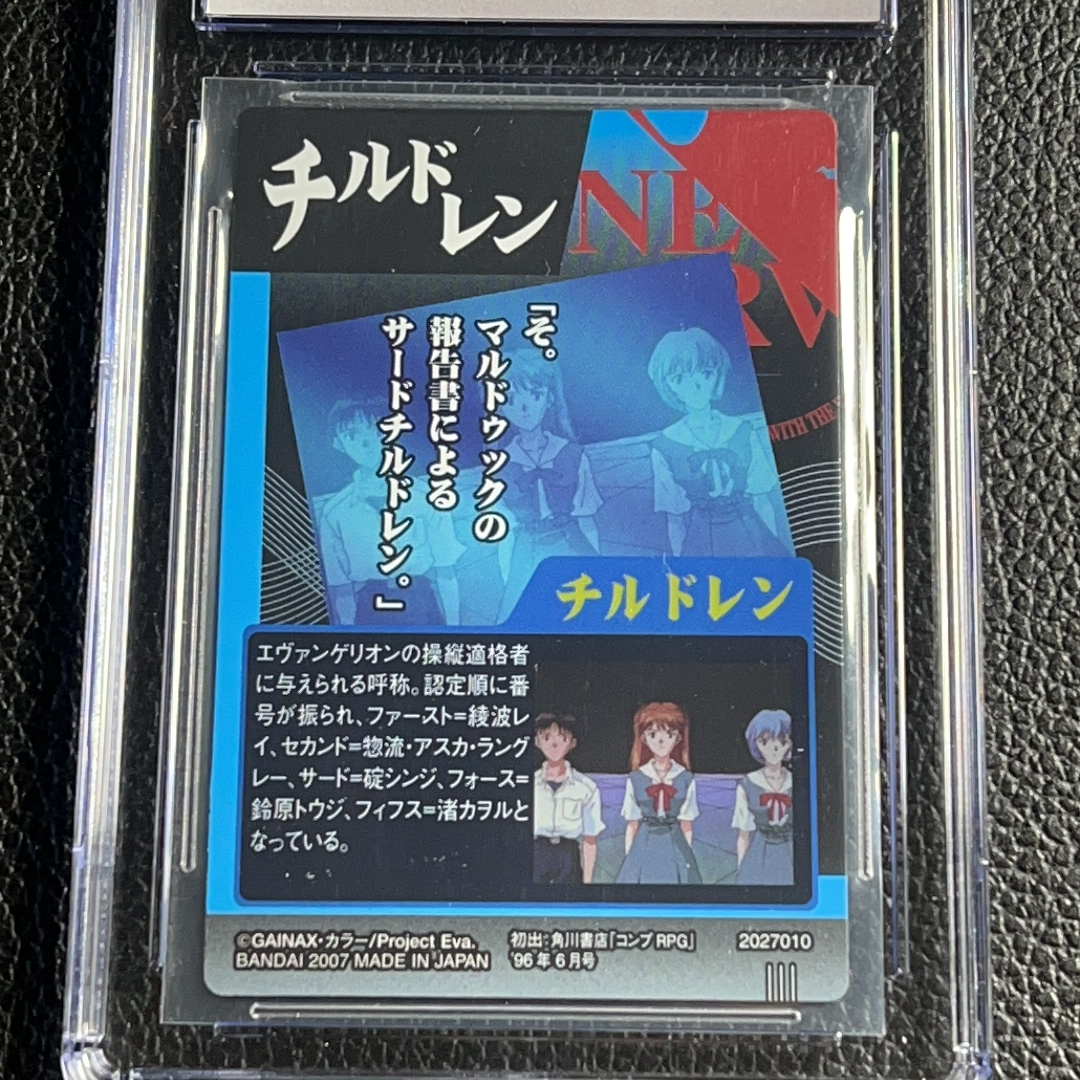 チルドレン
NE
RV
WITH THE
「そ。
マルドゥックの
報告書による
サードチルドレン。」
チルドレン
エヴァンゲリオンの操縦適格者
に与えられる呼称。認定順に番
号が振られ、ファースト=綾波レ
イ、セカンド=惣流・アスカ・ラング
レー、サード=碇シンジ、フォース=
鈴原トウジ、フィフス=渚カヲルと
なっている。
©GAINAX・カラー/Project Eva.
BANDAI 2007 MADE IN JAPAN
初出:角川書店「コンプRPG」
'96年6月号
2027010